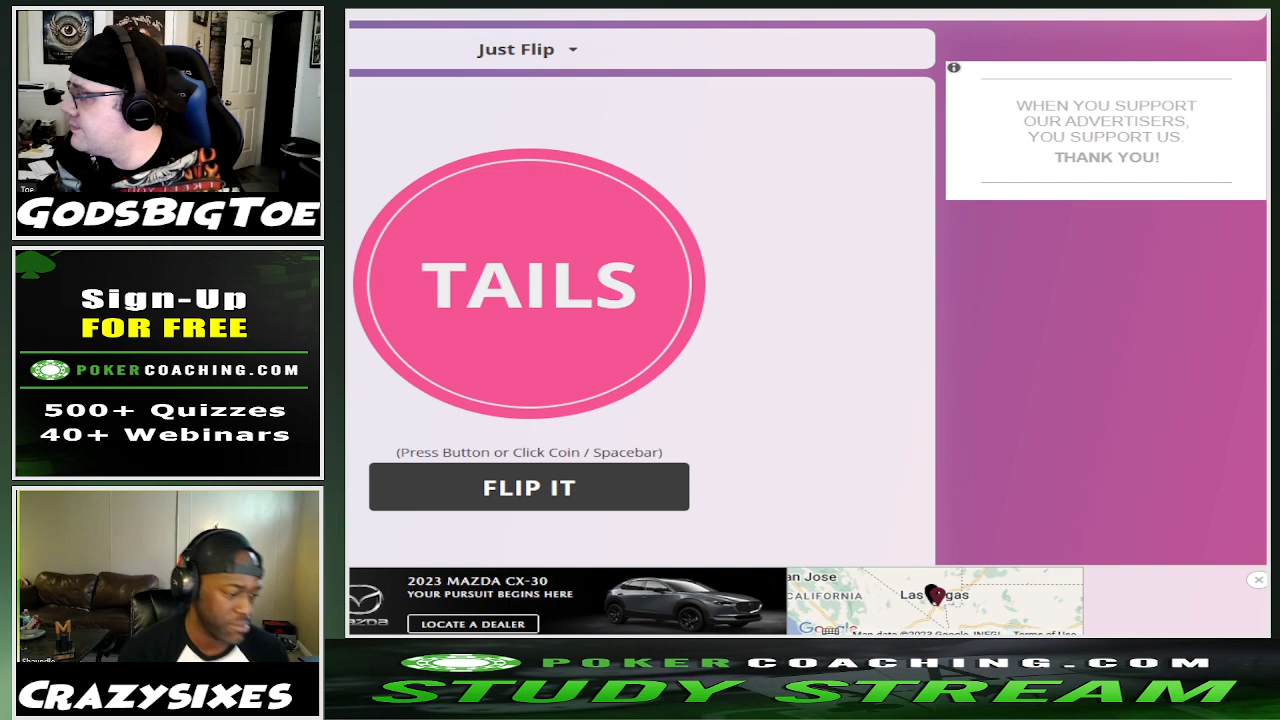 Toe
GODSBIGTOE
Sign-Up
FOR FREE
POKERCOACHING.COM
500+ Quizzes
40+ Webinars
CRAZYSIXES
Just Flip
TAILS
(Press Button or Click Coin / Spacebar)
FLIP IT
WHEN YOU SUPPORT
OUR ADVERTISERS,
YOU SUPPORT US.
THANK YOU!
2023 MAZDA CX-30
YOUR PURSUIT BEGINS HERE
LOCATE A DEALER
an Jose
CALIFORNIA
Google
POKERCOACHING.COM
STUDY STREAM